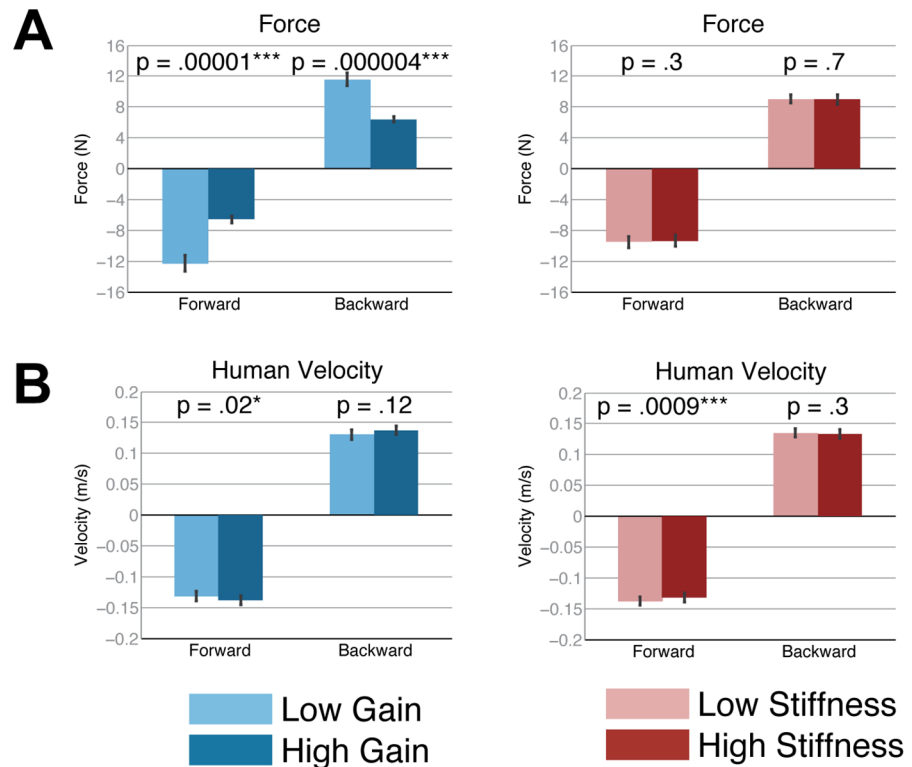 A
Force
16
12
8
4
0
−4
−8
−12
−16
Force (N)
p = .00001***
p = .000004***
Forward
Backward
Force
16
12
8
4
0
−4
−8
−12
−16
Force (N)
p = .3
p = .7
Forward
Backward
B
Human Velocity
0.2
0.15
0.1
0.05
0
−0.05
−0.1
−0.15
−0.2
Velocity (m/s)
p = .02*
p = .12
Forward
Backward
Human Velocity
0.2
0.15
0.1
0.05
0
−0.05
−0.1
−0.15
−0.2
Velocity (m/s)
p = .0009***
p = .3
Forward
Backward
Low Gain
High Gain
Low Stiffness
High Stiffness